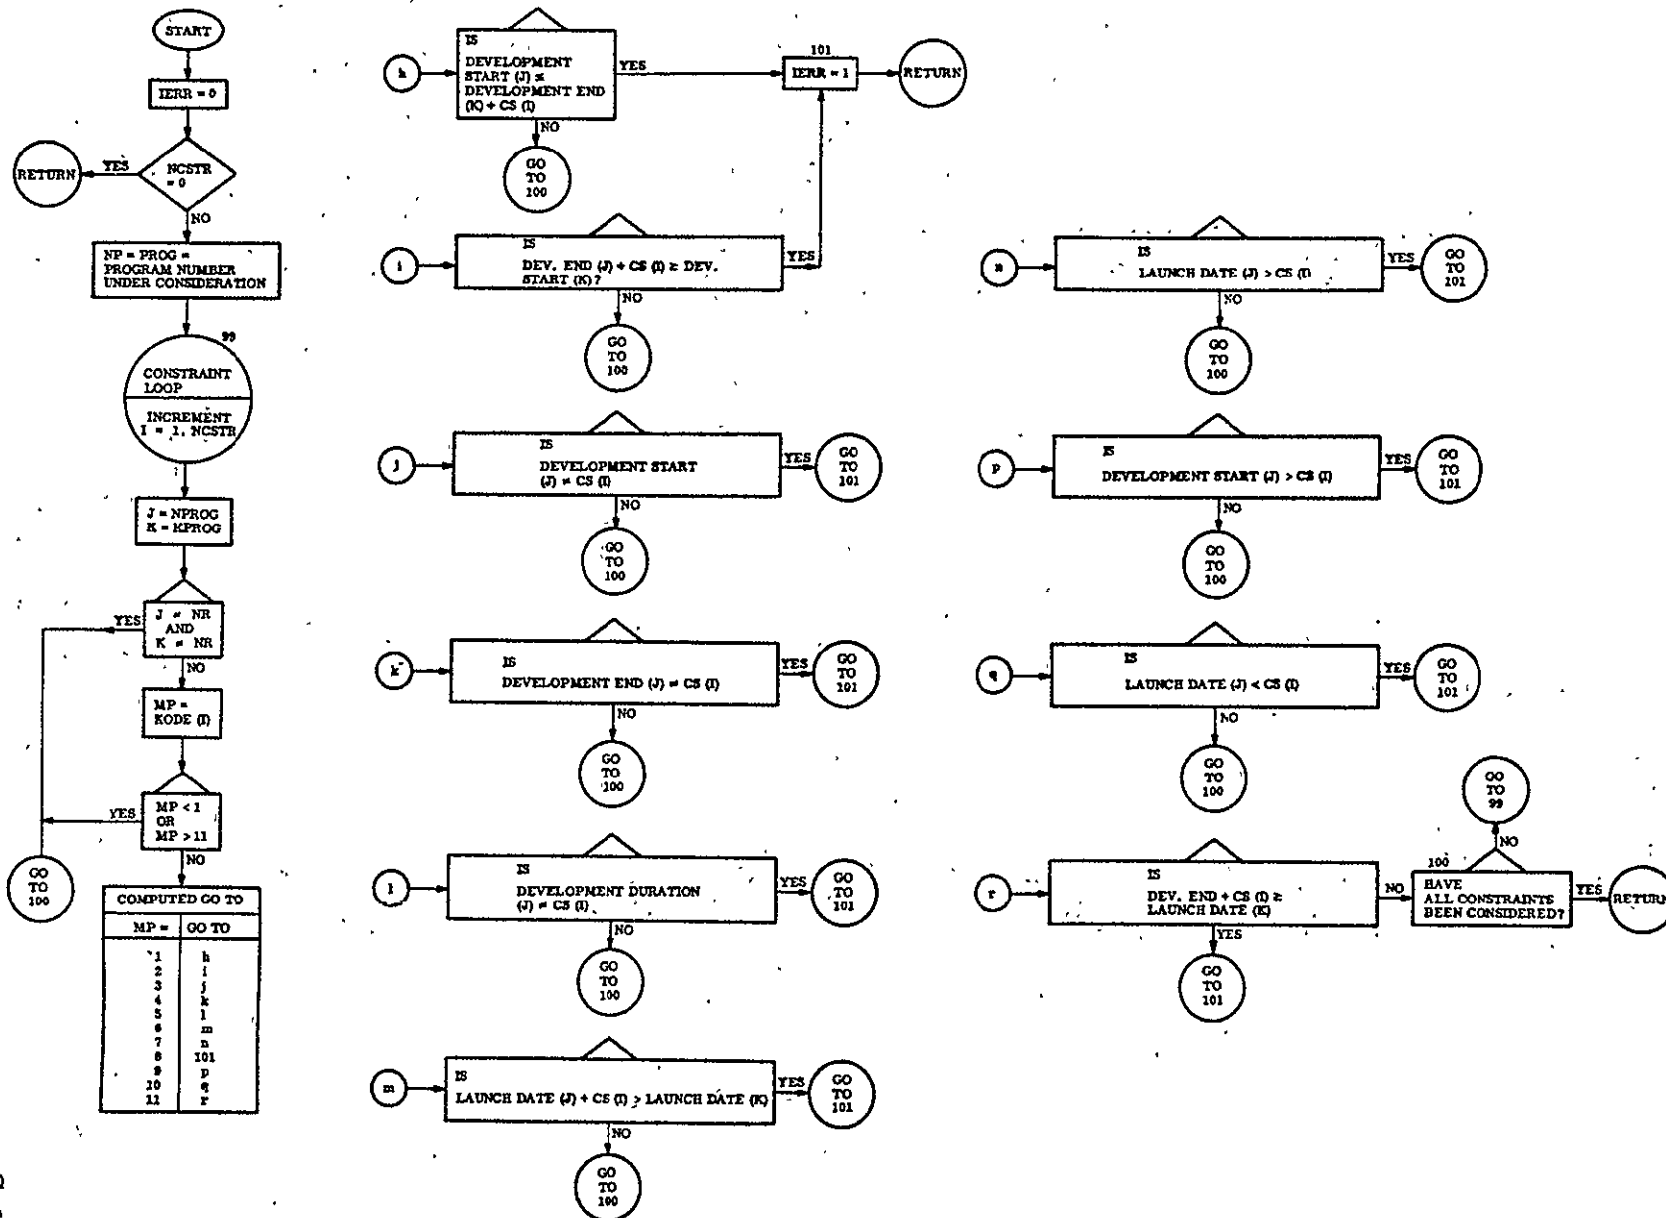 START
IERR = 0
NCSTR
= 0
YES
RETURN
NO
NP = PROG =
PROGRAM NUMBER
UNDER CONSIDERATION
99
CONSTRAINT
LOOP
INCREMENT
I = 1, NCSTR
J = NPROG
K = KPROG
J ≠ NR
AND
K ≠ NR
YES
NO
MP =
KODE (I)
MP < 1
OR
MP > 11
YES
NO
GO
TO
100
COMPUTED GO TO
MP = GO TO
1 h
2 i
3 j
4 k
5 l
6 m
7 n
8 101
9 p
10 q
11 r
h
IS
DEVELOPMENT
START (J) ≤
DEVELOPMENT END
(K) + CS (I)
YES
101
IERR = 1
RETURN
NO
GO
TO
100
i
IS
DEV. END (J) + CS (I) ≥ DEV.
START (K) ?
YES
NO
GO
TO
100
j
IS
DEVELOPMENT START
(J) ≠ CS (I)
YES
GO
TO
101
NO
GO
TO
100
k
IS
DEVELOPMENT END (J) ≠ CS (I)
YES
GO
TO
101
NO
GO
TO
100
l
IS
DEVELOPMENT DURATION
(J) ≠ CS (I)
YES
GO
TO
101
NO
GO
TO
100
m
IS
LAUNCH DATE (J) + CS (I) > LAUNCH DATE (K)
YES
GO
TO
101
NO
GO
TO
100
n
IS
LAUNCH DATE (J) > CS (I)
YES
GO
TO
101
NO
GO
TO
100
p
IS
DEVELOPMENT START (J) > CS (I)
YES
GO
TO
101
NO
GO
TO
100
q
IS
LAUNCH DATE (J) < CS (I)
YES
GO
TO
101
NO
GO
TO
100
r
IS
DEV. END + CS (I) ≥
LAUNCH DATE (K)
YES
GO
TO
101
NO
100
HAVE
ALL CONSTRAINTS
BEEN CONSIDERED?
NO
GO
TO
99
YES
RETURN